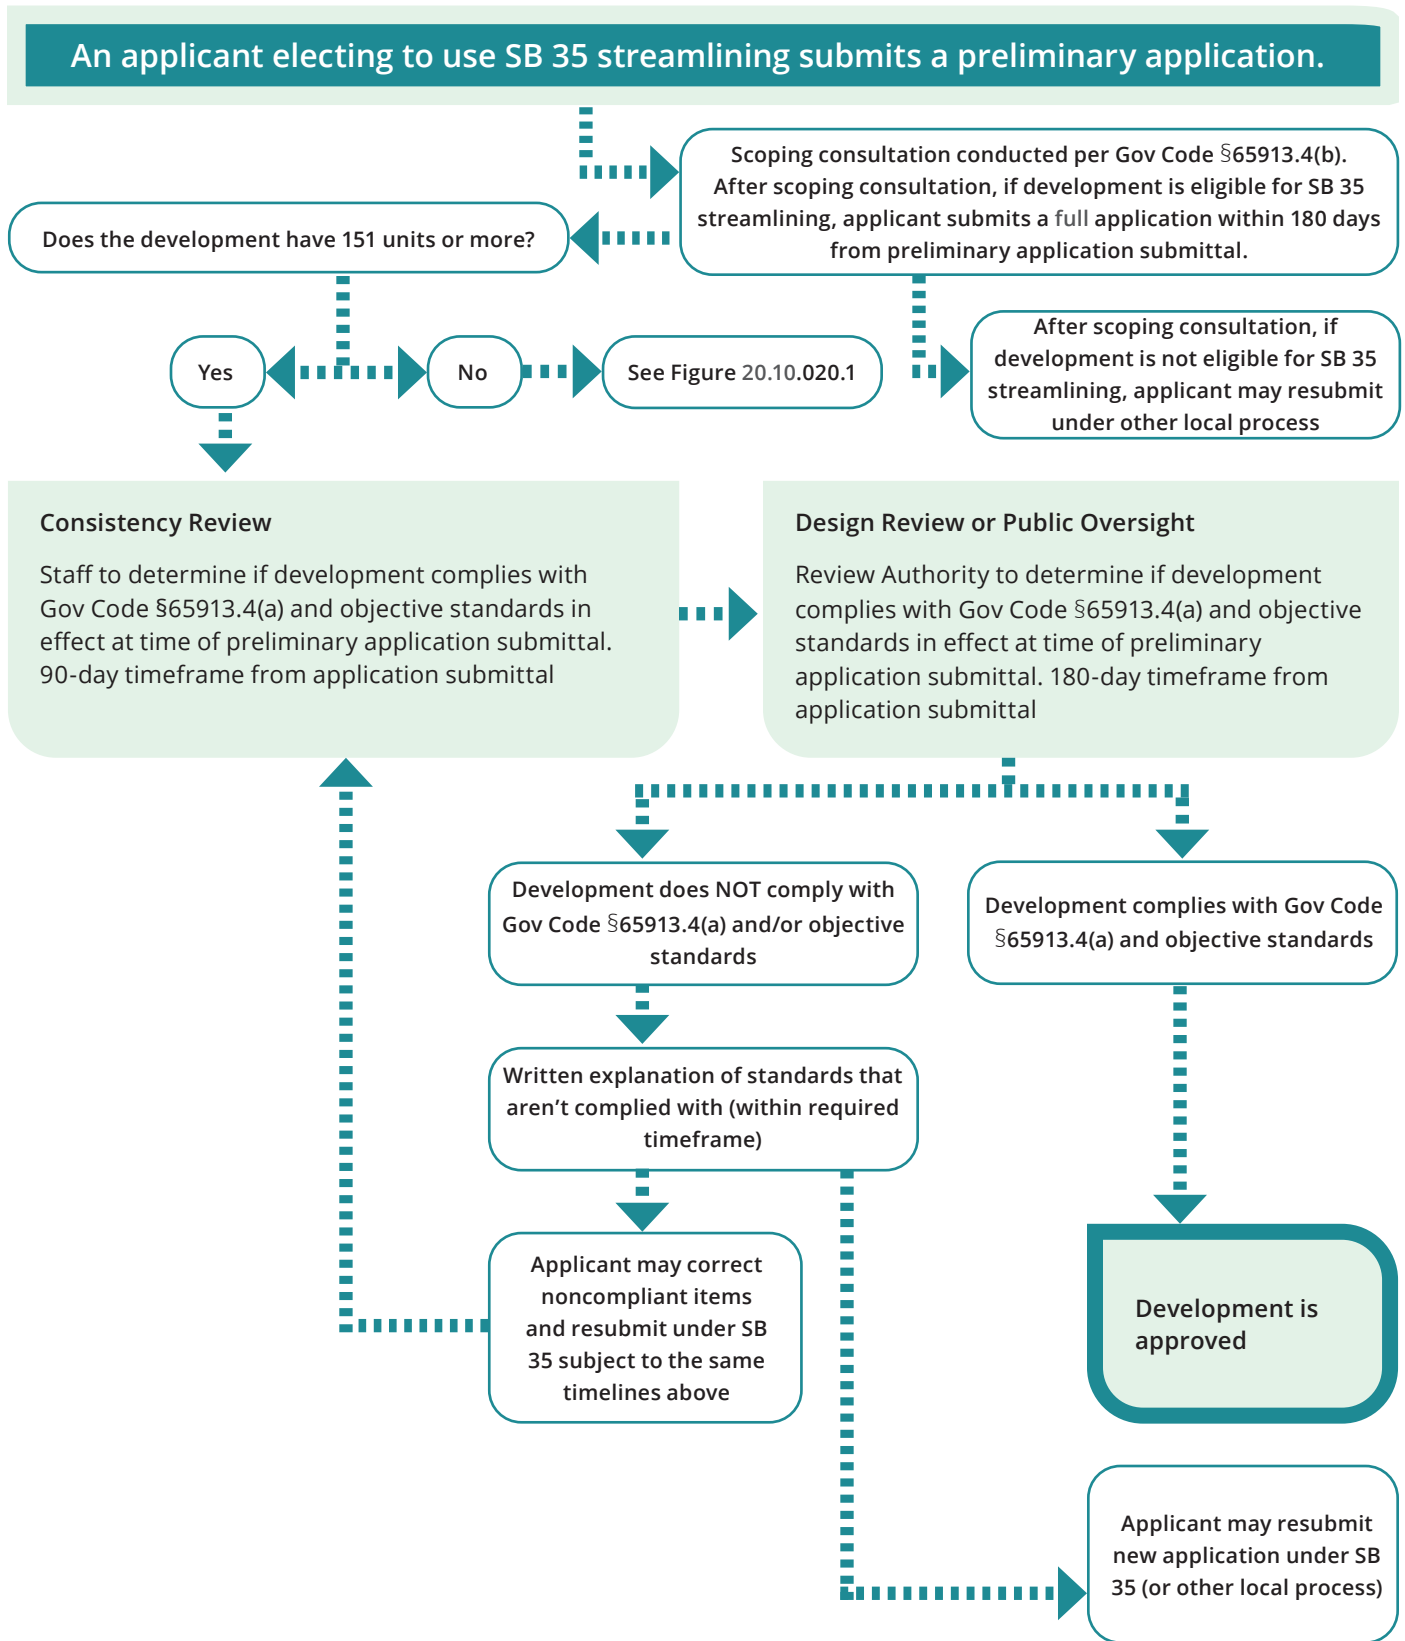 An applicant electing to use SB 35 streamlining submits a preliminary application.
Scoping consultation conducted per Gov Code §65913.4(b).
After scoping consultation, if development is eligible for SB 35
streamlining, applicant submits a full application within 180 days
from preliminary application submittal.
Does the development have 151 units or more?
After scoping consultation, if
development is not eligible for SB 35
streamlining, applicant may resubmit
under other local process
Yes
No
See Figure 20.10.020.1
Consistency Review
Staff to determine if development complies with
Gov Code §65913.4(a) and objective standards in
effect at time of preliminary application submittal.
90-day timeframe from application submittal
Design Review or Public Oversight
Review Authority to determine if development
complies with Gov Code §65913.4(a) and objective
standards in effect at time of preliminary
application submittal. 180-day timeframe from
application submittal
Development does NOT comply with
Gov Code §65913.4(a) and/or objective
standards
Development complies with Gov Code
§65913.4(a) and objective standards
Written explanation of standards that
aren’t complied with (within required
timeframe)
Applicant may correct
noncompliant items
and resubmit under SB
35 subject to the same
timelines above
Development is
approved
Applicant may resubmit
new application under SB
35 (or other local process)